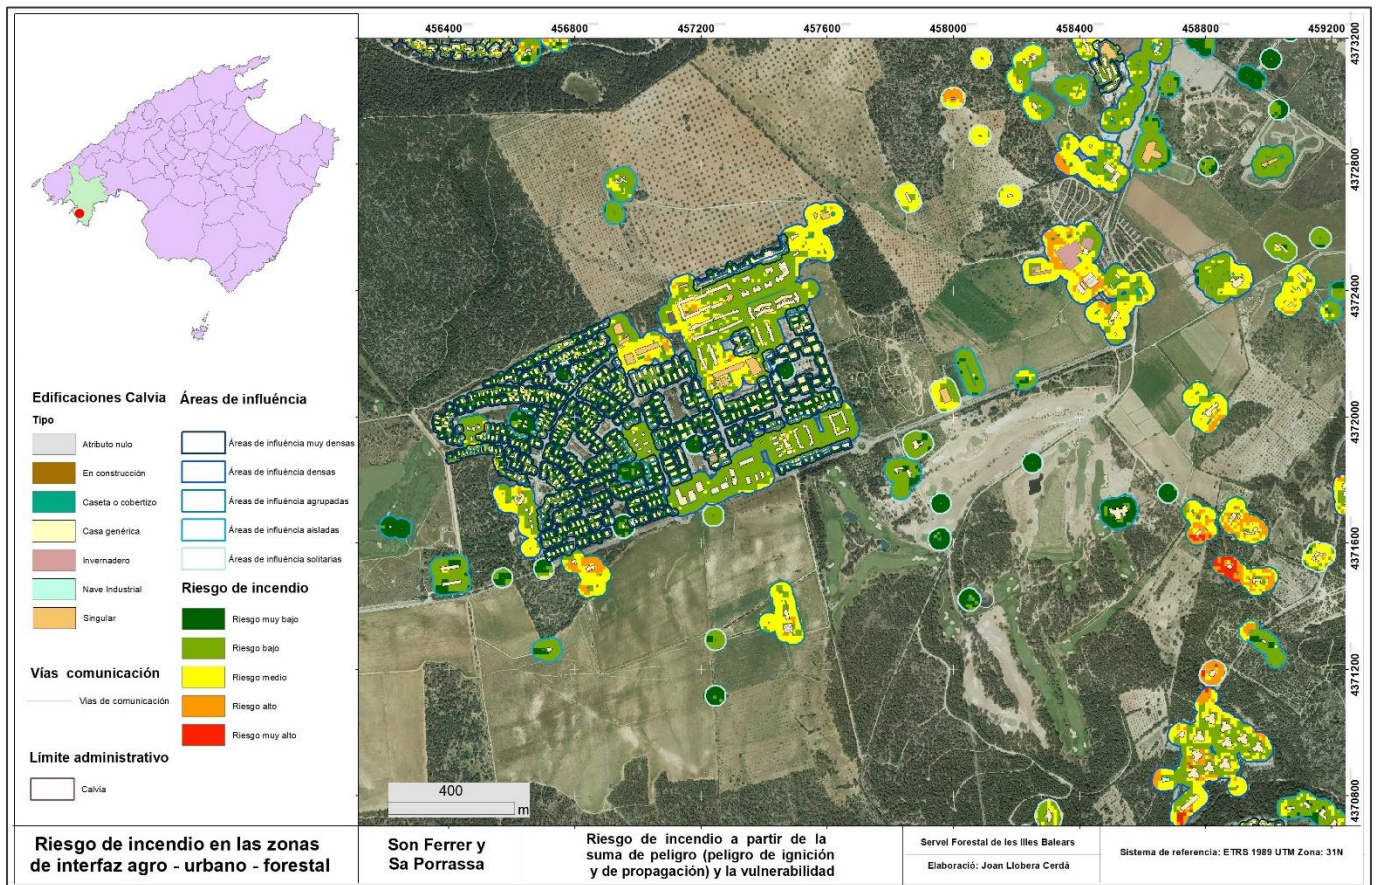 456400 456800 457200 457600 458000 458400 458800 459200
4373200
4372800
4372400
4372000
4371600
4371200
4370800
Edificaciones Calvia
Tipo
Atributo nulo
En construcción
Caseta o cobertizo
Casa genérica
Invernadero
Nave Industrial
Singular
Vías comunicación
Vias de comunicación
Límite administrativo
Calvia
Áreas de influéncia
Áreas de influéncia muy densas
Áreas de influéncia densas
Áreas de influéncia agrupadas
Áreas de influéncia aisladas
Áreas de influéncia solitarias
Riesgo de incendio
Riesgo muy bajo
Riesgo bajo
Riesgo medio
Riesgo alto
Riesgo muy alto
400
m
Riesgo de incendio en las zonas
de interfaz agro - urbano - forestal
Son Ferrer y
Sa Porrassa
Riesgo de incendio a partir de la
suma de peligro (peligro de ignición
y de propagación) y la vulnerabilidad
Servei Forestal de les Illes Balears
Elaboració: Joan Llobera Cerdà
Sistema de referencia: ETRS 1989 UTM Zona: 31N